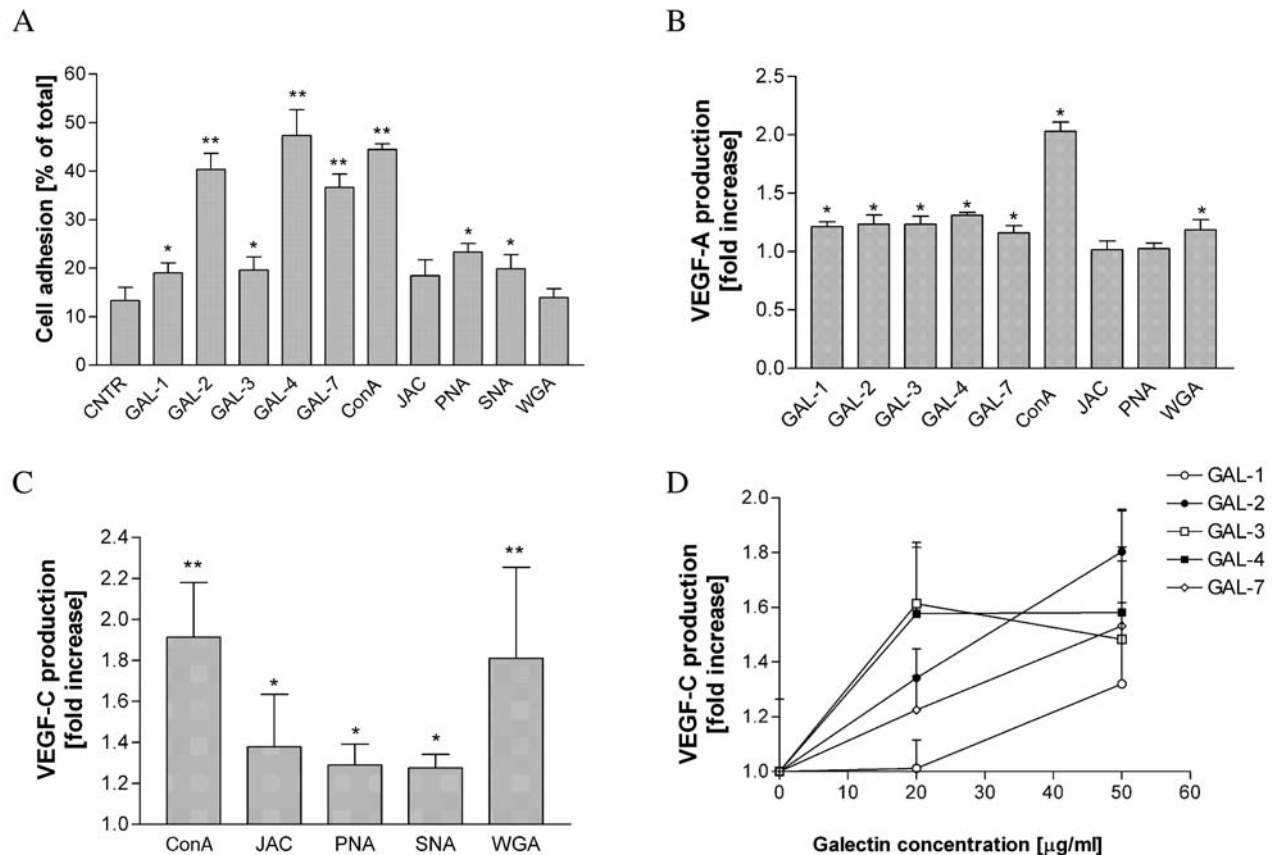 A
Cell adhesion [% of total]
60
50
40
30
20
10
0
** ** ** ** * * * *
CNTR GAL-1 GAL-2 GAL-3 GAL-4 GAL-7 ConA JAC PNA SNA WGA
B
VEGF-A production
[fold increase]
2.5
2.0
1.5
1.0
0.5
0.0
* * * * * * *
GAL-1 GAL-2 GAL-3 GAL-4 GAL-7 ConA JAC PNA WGA
C
VEGF-C production
[fold increase]
2.4
2.2
2.0
1.8
1.6
1.4
1.2
1.0
** * * * **
ConA JAC PNA SNA WGA
D
VEGF-C production
[fold increase]
2.0
1.8
1.6
1.4
1.2
1.0
0 10 20 30 40 50 60
Galectin concentration [µg/ml]
GAL-1
GAL-2
GAL-3
GAL-4
GAL-7